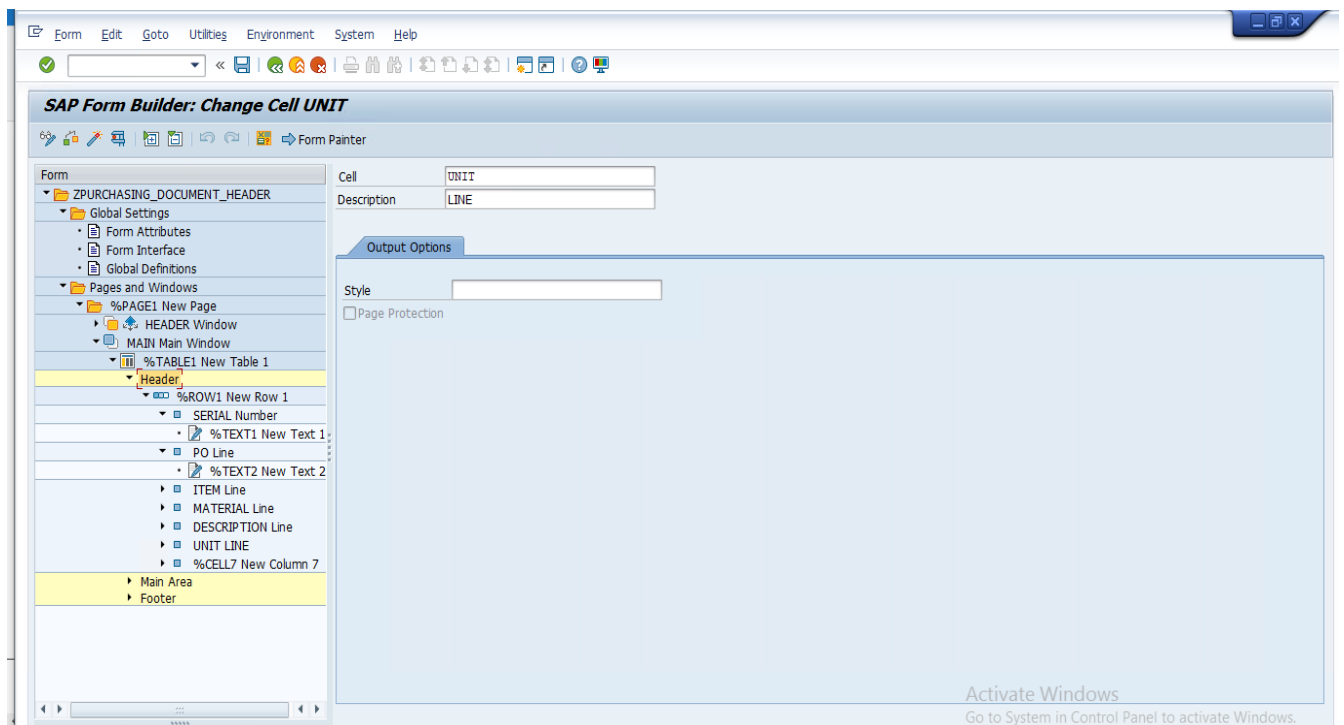 Form Edit Goto Utilities Environment System Help
SAP Form Builder: Change Cell UNIT
Form Painter
Form
ZPURCHASING_DOCUMENT_HEADER
Global Settings
Form Attributes
Form Interface
Global Definitions
Pages and Windows
%PAGE1 New Page
HEADER Window
MAIN Main Window
%TABLE1 New Table 1
Header
%ROW1 New Row 1
SERIAL Number
%TEXT1 New Text 1
PO Line
%TEXT2 New Text 2
ITEM Line
MATERIAL Line
DESCRIPTION Line
UNIT LINE
%CELL7 New Column 7
Main Area
Footer
Cell UNIT
Description LINE
Output Options
Style
Page Protection
Activate Windows
Go to System in Control Panel to activate Windows.